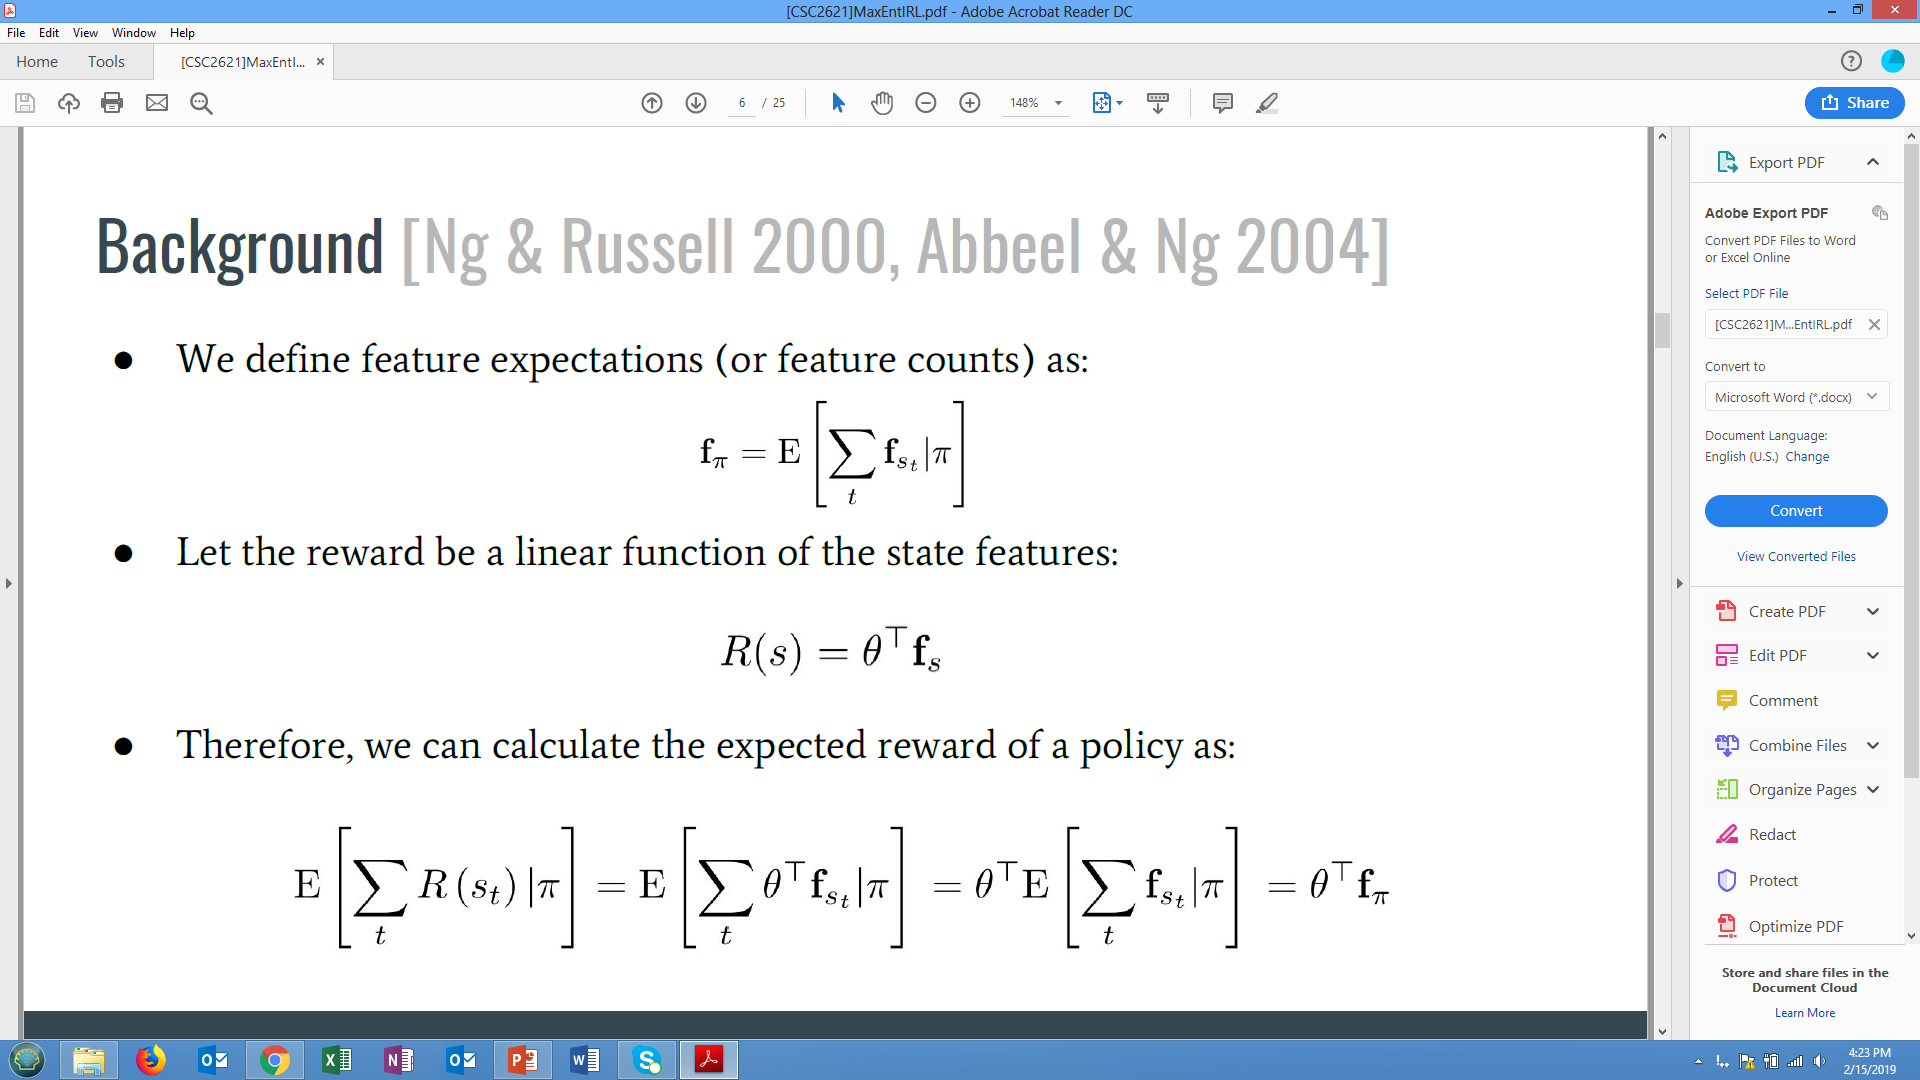 [CSC2621]MaxEntIRL.pdf - Adobe Acrobat Reader DC
File Edit View Window Help
Home Tools [CSC2621]MaxEntI... ×
6 / 25 148% Share
Background [Ng & Russell 2000, Abbeel & Ng 2004]
● We define feature expectations (or feature counts) as:
f_π = E [ ∑_t f_{s_t} | π ]
● Let the reward be a linear function of the state features:
R(s) = θ^⊤ f_s
● Therefore, we can calculate the expected reward of a policy as:
E [ ∑_t R (s_t) | π ] = E [ ∑_t θ^⊤ f_{s_t} | π ] = θ^⊤ E [ ∑_t f_{s_t} | π ] = θ^⊤ f_π
Export PDF
Adobe Export PDF
Convert PDF Files to Word
or Excel Online
Select PDF File
[CSC2621]M...EntIRL.pdf
Convert to
Microsoft Word (*.docx)
Document Language:
English (U.S.) Change
Convert
View Converted Files
Create PDF
Edit PDF
Comment
Combine Files
Organize Pages
Redact
Protect
Optimize PDF
Store and share files in the
Document Cloud
Learn More
4:23 PM
2/15/2019